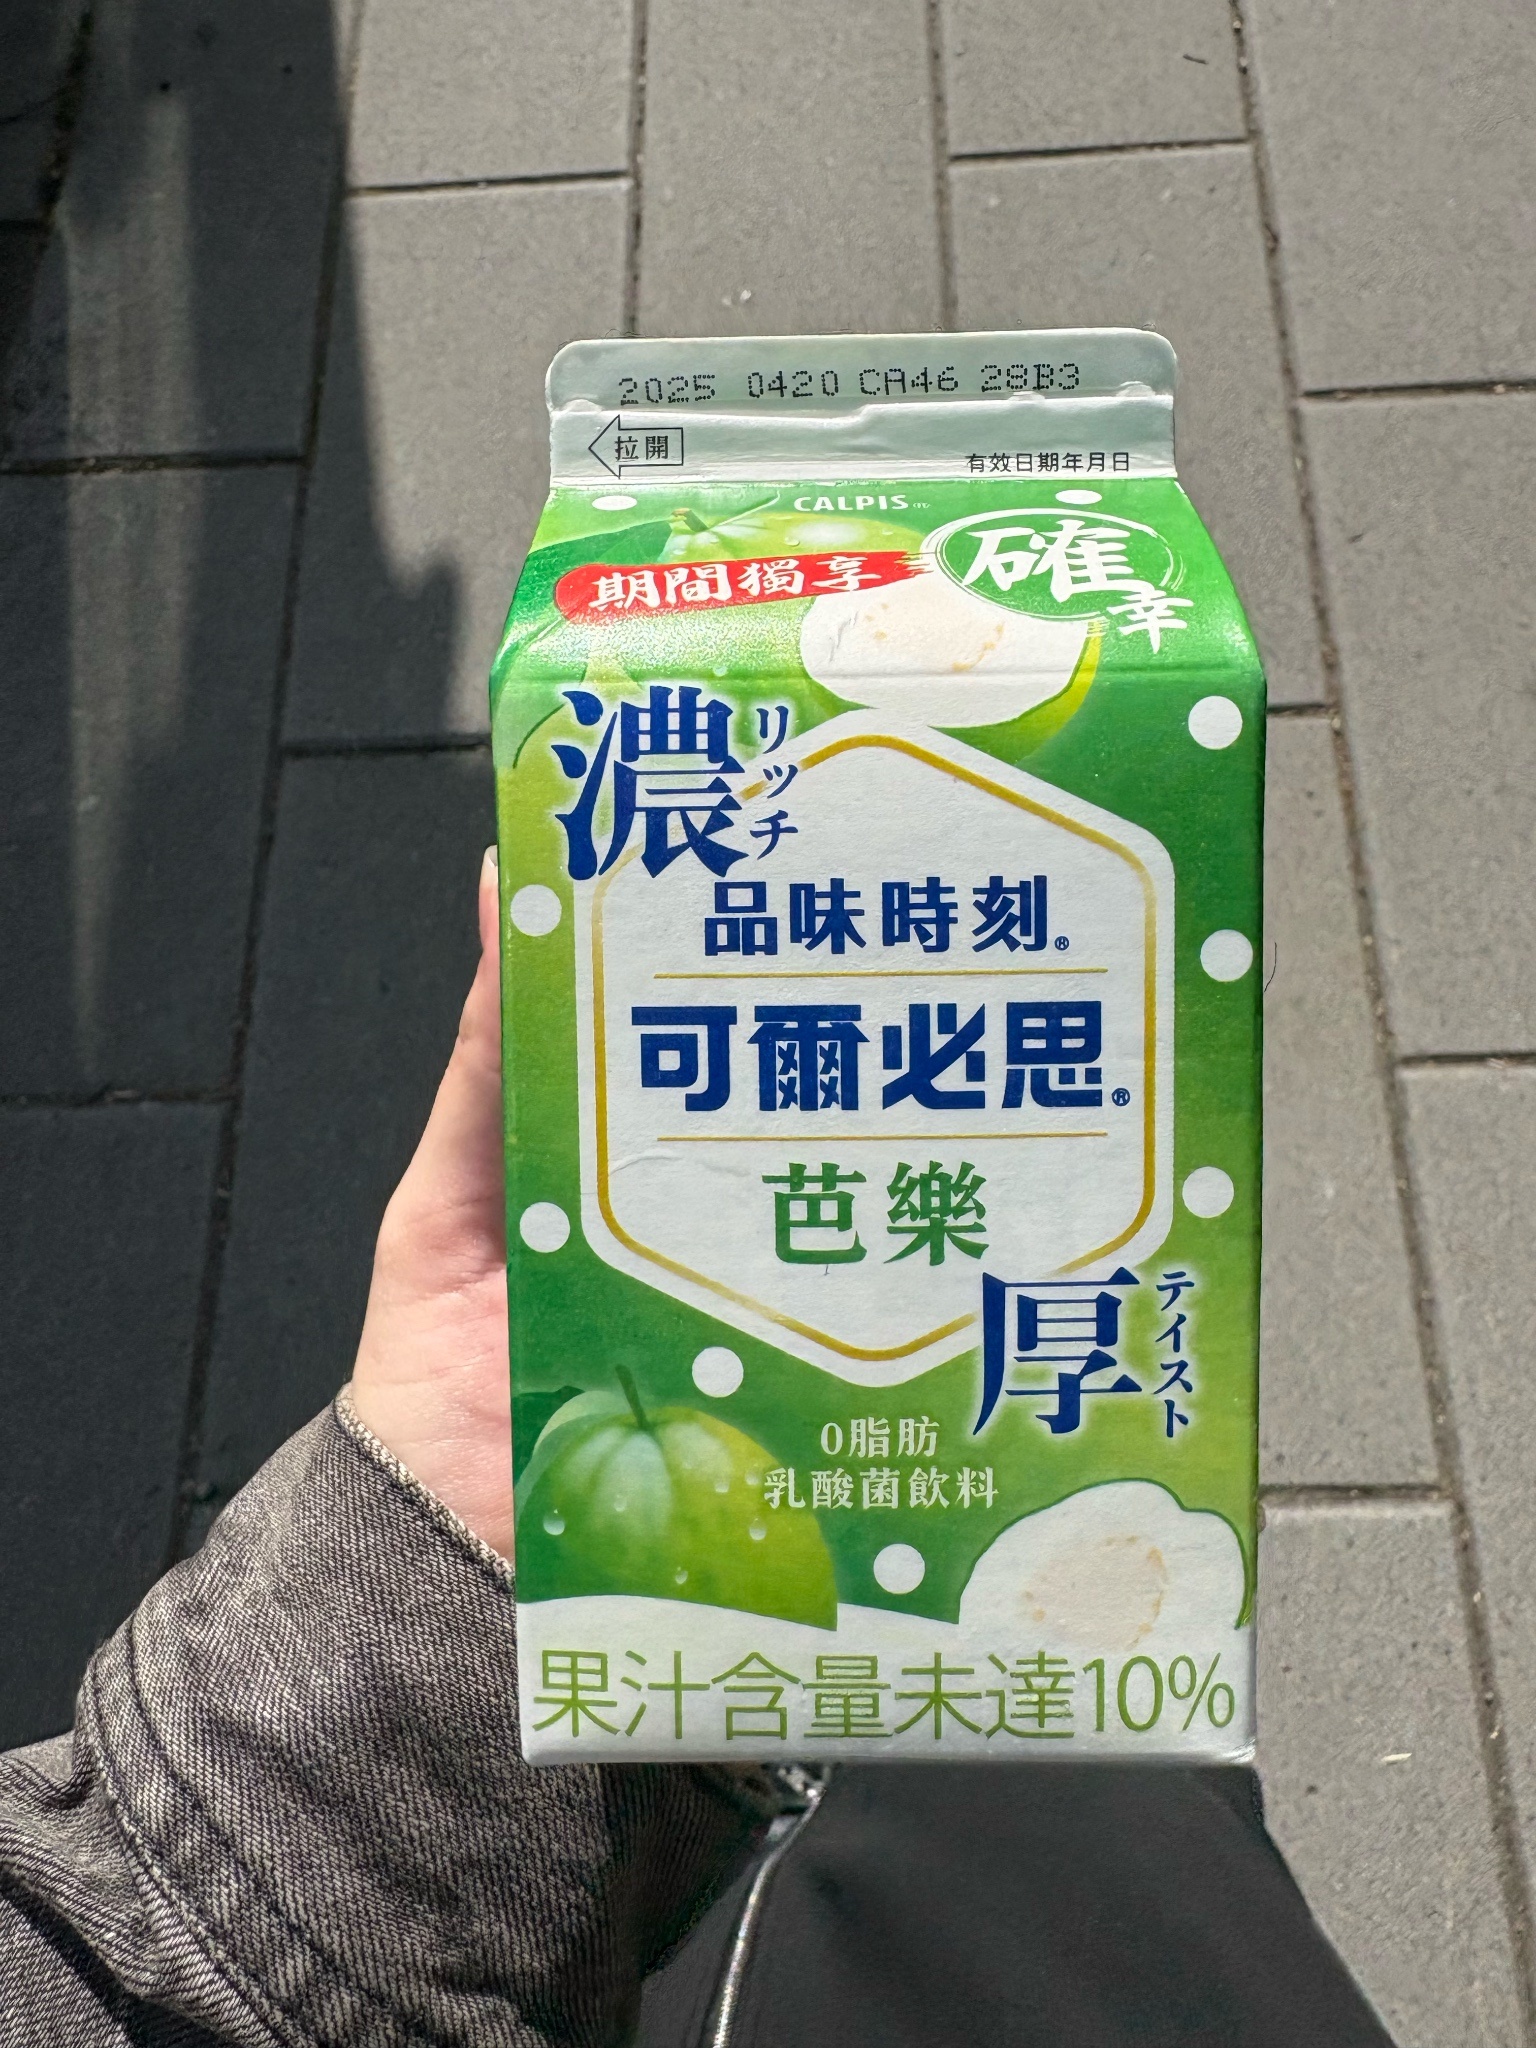 2025 0420 CA46 28B3
拉開
有效日期年月日
CALPIS®
期間獨享
確幸
濃
リッチ
品味時刻®
可爾必思®
芭樂
厚
テイスト
0脂肪
乳酸菌飲料
果汁含量未達10%